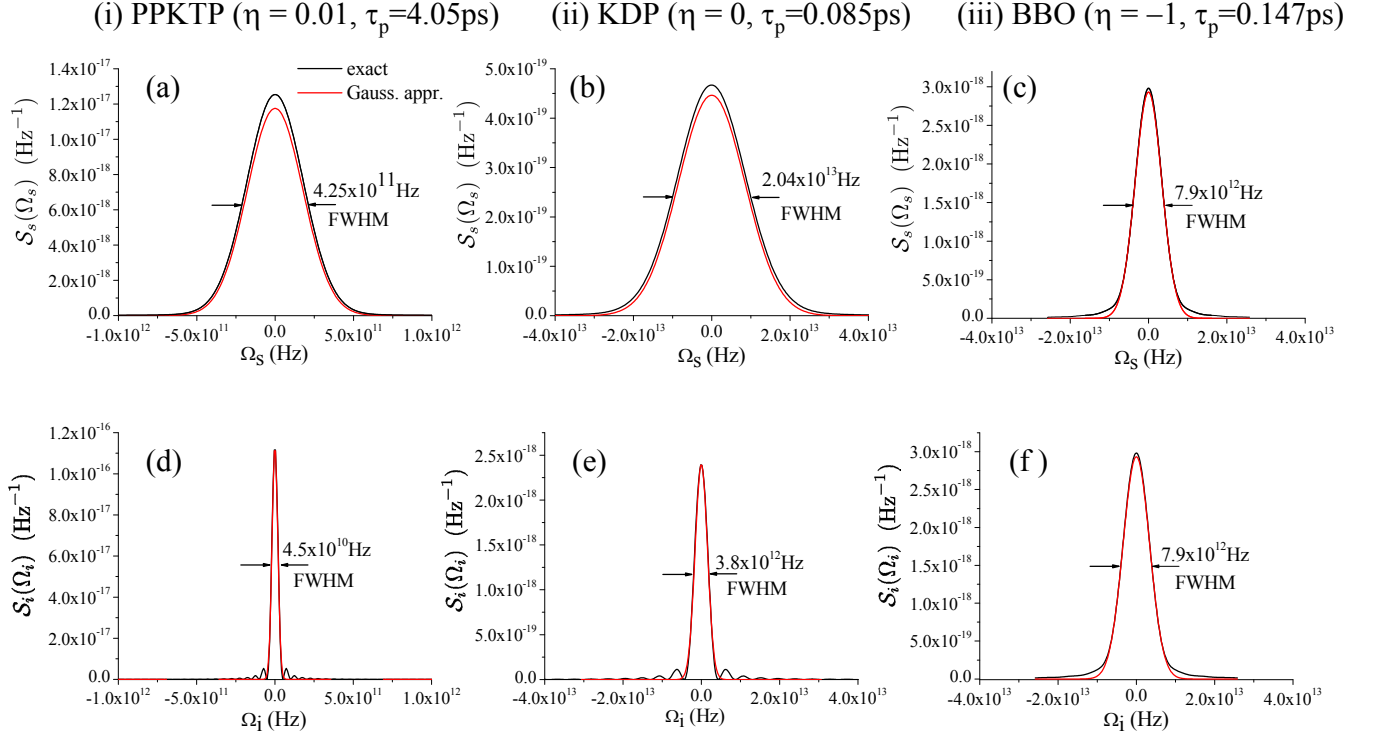 (i) PPKTP (η = 0.01, τp=4.05ps)
(ii) KDP (η = 0, τp=0.085ps)
(iii) BBO (η = –1, τp=0.147ps)
(a)
exact
Gauss. appr.
𝒮s(Ωs) (Hz⁻¹)
1.4x10⁻¹⁷
1.2x10⁻¹⁷
1.0x10⁻¹⁷
8.0x10⁻¹⁸
6.0x10⁻¹⁸
4.0x10⁻¹⁸
2.0x10⁻¹⁸
0.0
4.25x10¹¹Hz
FWHM
-1.0x10¹² -5.0x10¹¹ 0.0 5.0x10¹¹ 1.0x10¹²
Ωs (Hz)
(b)
𝒮s(Ωs) (Hz⁻¹)
5.0x10⁻¹⁹
4.0x10⁻¹⁹
3.0x10⁻¹⁹
2.0x10⁻¹⁹
1.0x10⁻¹⁹
0.0
2.04x10¹³Hz
FWHM
-4.0x10¹³ -2.0x10¹³ 0.0 2.0x10¹³ 4.0x10¹³
Ωs (Hz)
(c)
𝒮s(Ωs) (Hz⁻¹)
3.0x10⁻¹⁸
2.5x10⁻¹⁸
2.0x10⁻¹⁸
1.5x10⁻¹⁸
1.0x10⁻¹⁸
5.0x10⁻¹⁹
0.0
7.9x10¹²Hz
FWHM
-4.0x10¹³ -2.0x10¹³ 0.0 2.0x10¹³ 4.0x10¹³
Ωs (Hz)
(d)
𝒮i(Ωi) (Hz⁻¹)
1.2x10⁻¹⁶
1.0x10⁻¹⁶
8.0x10⁻¹⁷
6.0x10⁻¹⁷
4.0x10⁻¹⁷
2.0x10⁻¹⁷
0.0
4.5x10¹⁰Hz
FWHM
-1.0x10¹² -5.0x10¹¹ 0.0 5.0x10¹¹ 1.0x10¹²
Ωi (Hz)
(e)
𝒮i(Ωi) (Hz⁻¹)
2.5x10⁻¹⁸
2.0x10⁻¹⁸
1.5x10⁻¹⁸
1.0x10⁻¹⁸
5.0x10⁻¹⁹
0.0
3.8x10¹²Hz
FWHM
-4.0x10¹³ -2.0x10¹³ 0.0 2.0x10¹³ 4.0x10¹³
Ωi (Hz)
(f)
𝒮i(Ωi) (Hz⁻¹)
3.0x10⁻¹⁸
2.5x10⁻¹⁸
2.0x10⁻¹⁸
1.5x10⁻¹⁸
1.0x10⁻¹⁸
5.0x10⁻¹⁹
0.0
7.9x10¹²Hz
FWHM
-4.0x10¹³ -2.0x10¹³ 0.0 2.0x10¹³ 4.0x10¹³
Ωi (Hz)